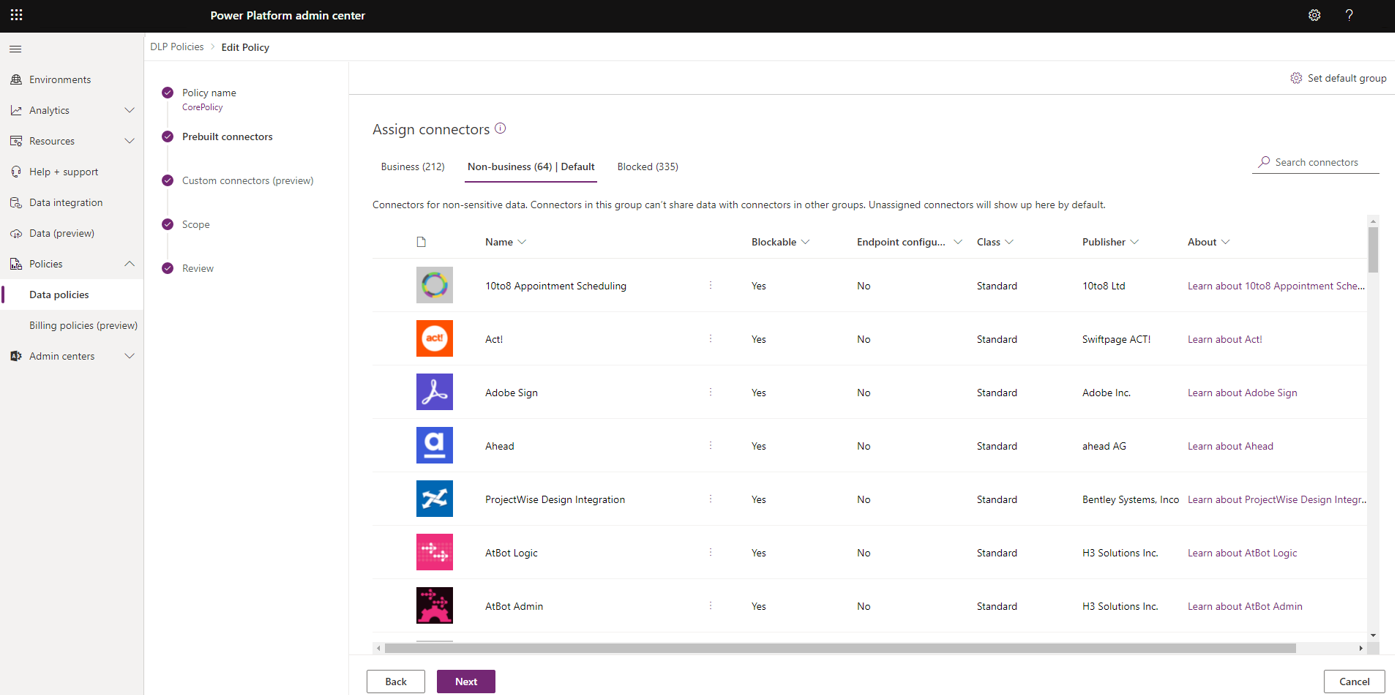 Power Platform admin center
?
DLP Policies > Edit Policy
Environments
Analytics
Resources
Help + support
Data integration
Data (preview)
Policies
Data policies
Billing policies (preview)
Admin centers
Policy name
CorePolicy
Prebuilt connectors
Custom connectors (preview)
Scope
Review
Set default group
Assign connectors
Business (212) Non-business (64) | Default Blocked (335)
Search connectors
Connectors for non-sensitive data. Connectors in this group can't share data with connectors in other groups. Unassigned connectors will show up here by default.
Name Blockable Endpoint configu... Class Publisher About
10to8 Appointment Scheduling Yes No Standard 10to8 Ltd Learn about 10to8 Appointment Sche...
act! Act! Yes No Standard Swiftpage ACT! Learn about Act!
Adobe Sign Yes No Standard Adobe Inc. Learn about Adobe Sign
a Ahead Yes No Standard ahead AG Learn about Ahead
ProjectWise Design Integration Yes No Standard Bentley Systems, Inco Learn about ProjectWise Design Integr...
AtBot Logic Yes No Standard H3 Solutions Inc. Learn about AtBot Logic
AtBot Admin Yes No Standard H3 Solutions Inc. Learn about AtBot Admin
Back Next Cancel